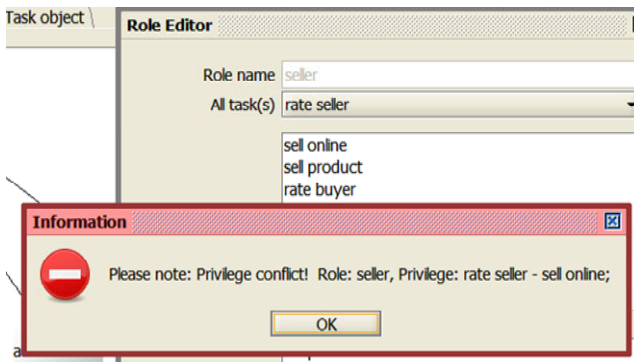 Task object
Role Editor
Role name seller
All task(s) rate seller
sell online
sell product
rate buyer
Information
Please note: Privilege conflict! Role: seller, Privilege: rate seller - sell online;
OK